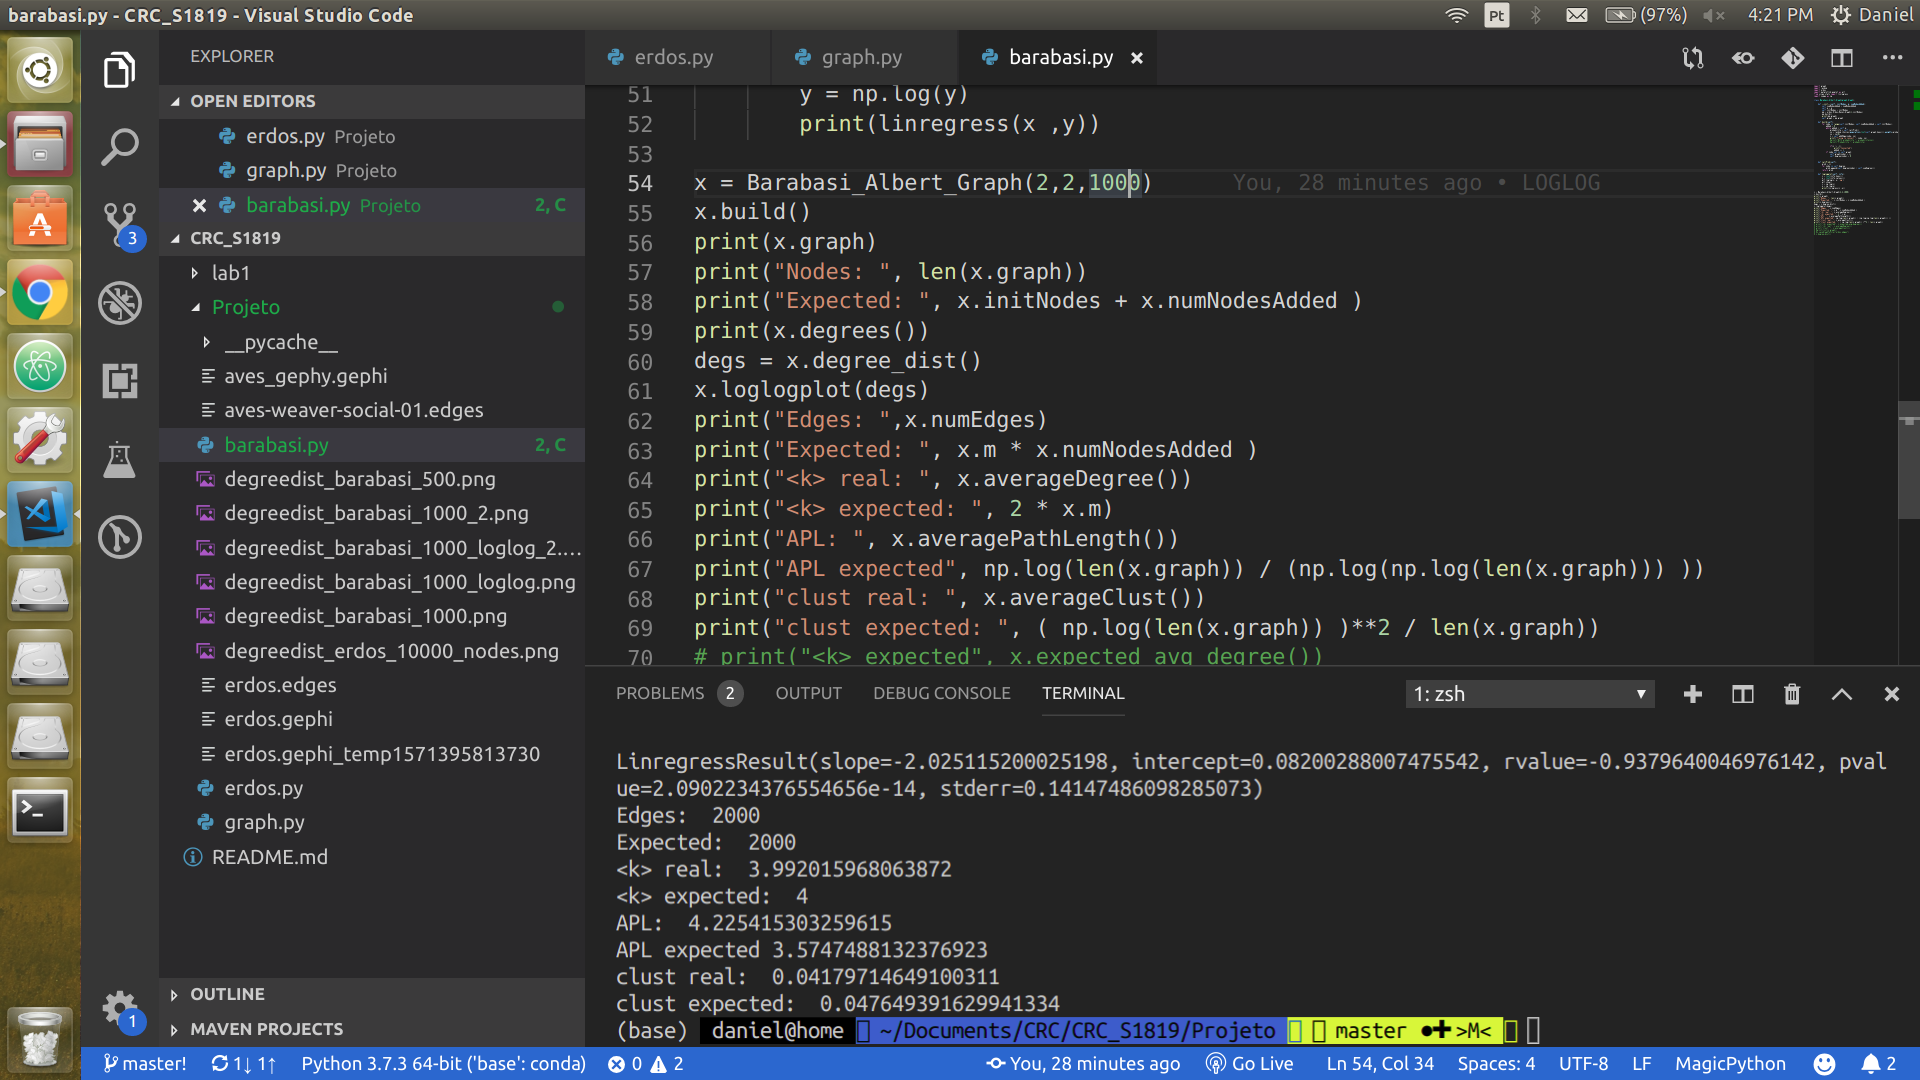 barabasi.py - CRC_S1819 - Visual Studio Code
Pt
(97%)
4:21 PM
Daniel
EXPLORER
OPEN EDITORS
erdos.py Projeto
graph.py Projeto
barabasi.py Projeto 2, C
CRC_S1819
lab1
Projeto
__pycache__
aves_gephy.gephi
aves-weaver-social-01.edges
barabasi.py 2, C
degreedist_barabasi_500.png
degreedist_barabasi_1000_2.png
degreedist_barabasi_1000_loglog_2....
degreedist_barabasi_1000_loglog.png
degreedist_barabasi_1000.png
degreedist_erdos_10000_nodes.png
erdos.edges
erdos.gephi
erdos.gephi_temp1571395813730
erdos.py
graph.py
README.md
OUTLINE
MAVEN PROJECTS
3
1
erdos.py
graph.py
barabasi.py
51 y = np.log(y)
52 print(linregress(x ,y))
53
54 x = Barabasi_Albert_Graph(2,2,1000) You, 28 minutes ago • LOGLOG
55 x.build()
56 print(x.graph)
57 print("Nodes: ", len(x.graph))
58 print("Expected: ", x.initNodes + x.numNodesAdded )
59 print(x.degrees())
60 degs = x.degree_dist()
61 x.loglogplot(degs)
62 print("Edges: ",x.numEdges)
63 print("Expected: ", x.m * x.numNodesAdded )
64 print("<k> real: ", x.averageDegree())
65 print("<k> expected: ", 2 * x.m)
66 print("APL: ", x.averagePathLength())
67 print("APL expected", np.log(len(x.graph)) / (np.log(np.log(len(x.graph))) ))
68 print("clust real: ", x.averageClust())
69 print("clust expected: ", ( np.log(len(x.graph)) )**2 / len(x.graph))
70 # print("<k> expected", x.expected_avg_degree())
PROBLEMS 2 OUTPUT DEBUG CONSOLE TERMINAL
1: zsh
LinregressResult(slope=-2.025115200025198, intercept=0.08200288007475542, rvalue=-0.9379640046976142, pval
ue=2.0902234376554656e-14, stderr=0.14147486098285073)
Edges:  2000
Expected:  2000
<k> real:  3.992015968063872
<k> expected:  4
APL:  4.225415303259615
APL expected 3.5747488132376923
clust real:  0.04179714649100311
clust expected:  0.047649391629941334
(base) daniel@home ~/Documents/CRC/CRC_S1819/Projeto master ●✚ >M<
master! 1↓ 1↑ Python 3.7.3 64-bit ('base': conda) 0 2 You, 28 minutes ago Go Live Ln 54, Col 34 Spaces: 4 UTF-8 LF MagicPython 2